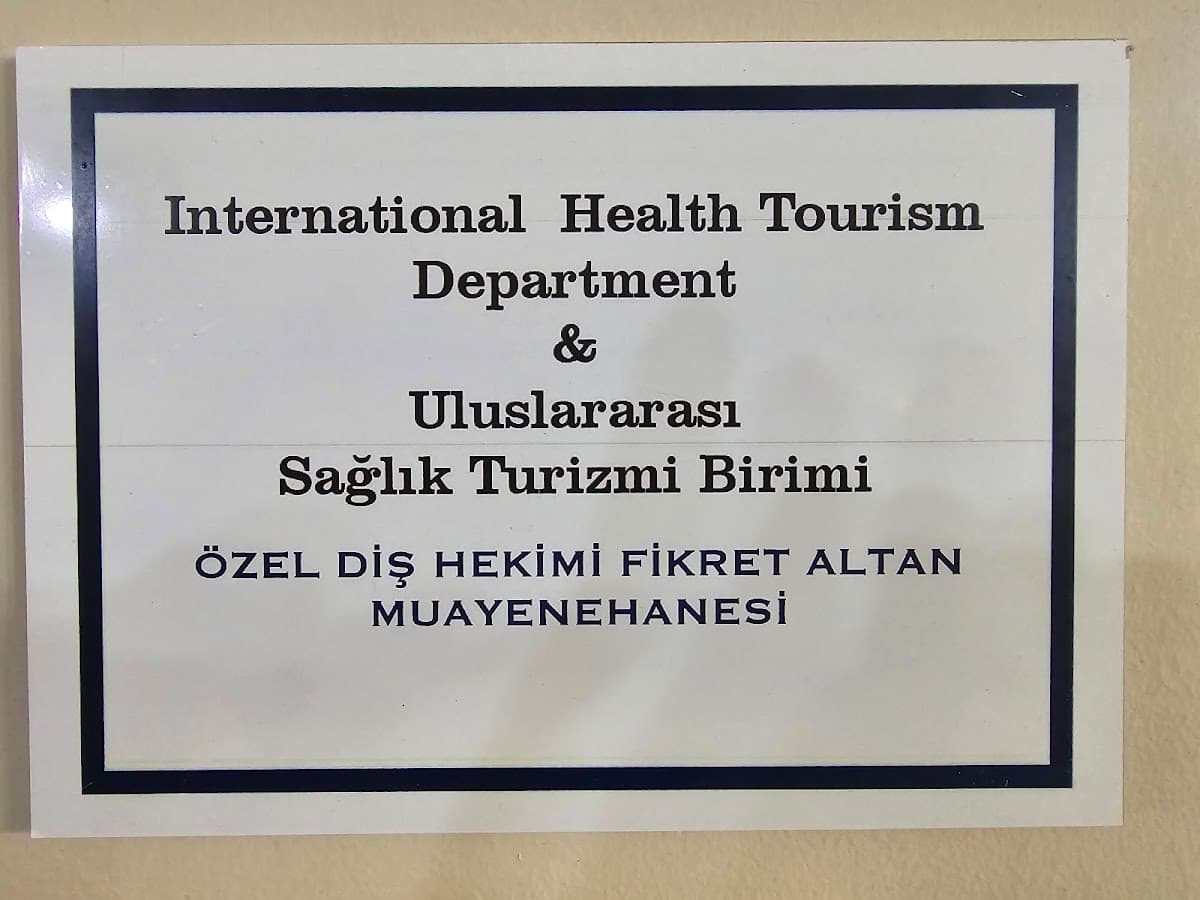 International Health Tourism
Department
&
Uluslararası
Sağlık Turizmi Birimi
ÖZEL DİŞ HEKİMİ FİKRET ALTAN
MUAYENEHANESİ